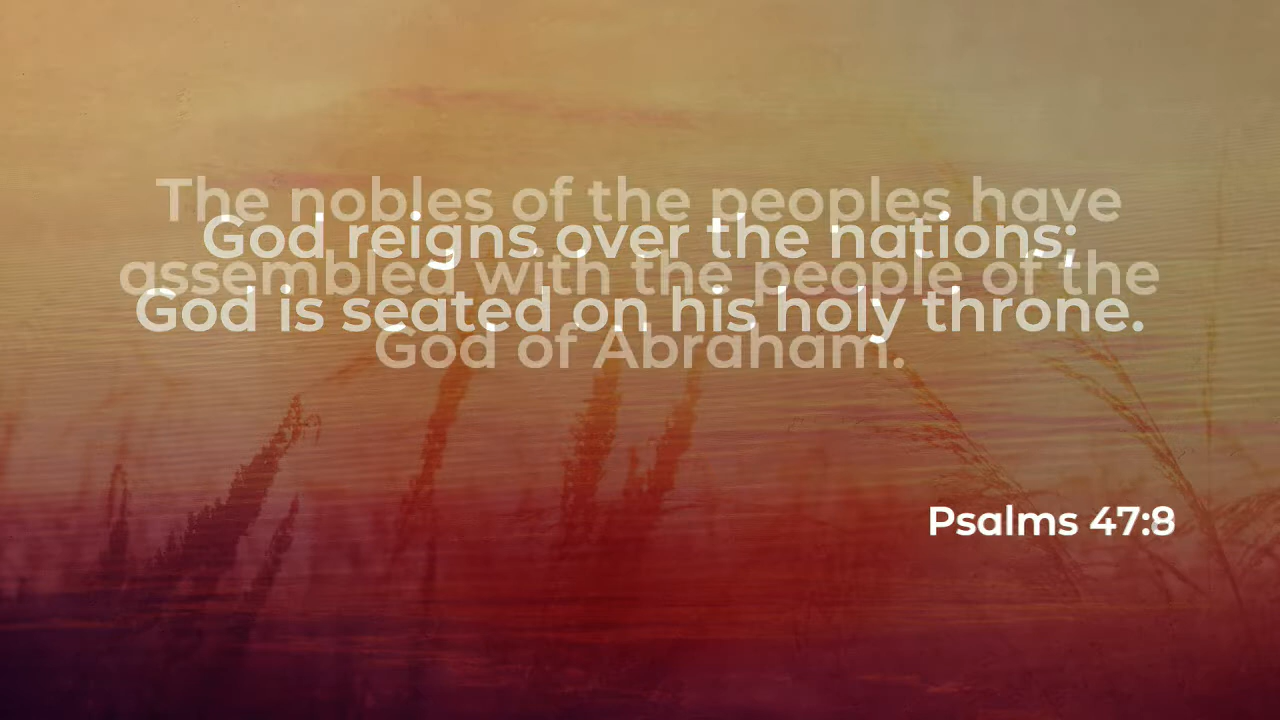 The nobles of the peoples have
God reigns over the nations;
assembled with the people of the
God is seated on his holy throne.
God of Abraham.
Psalms 47:8